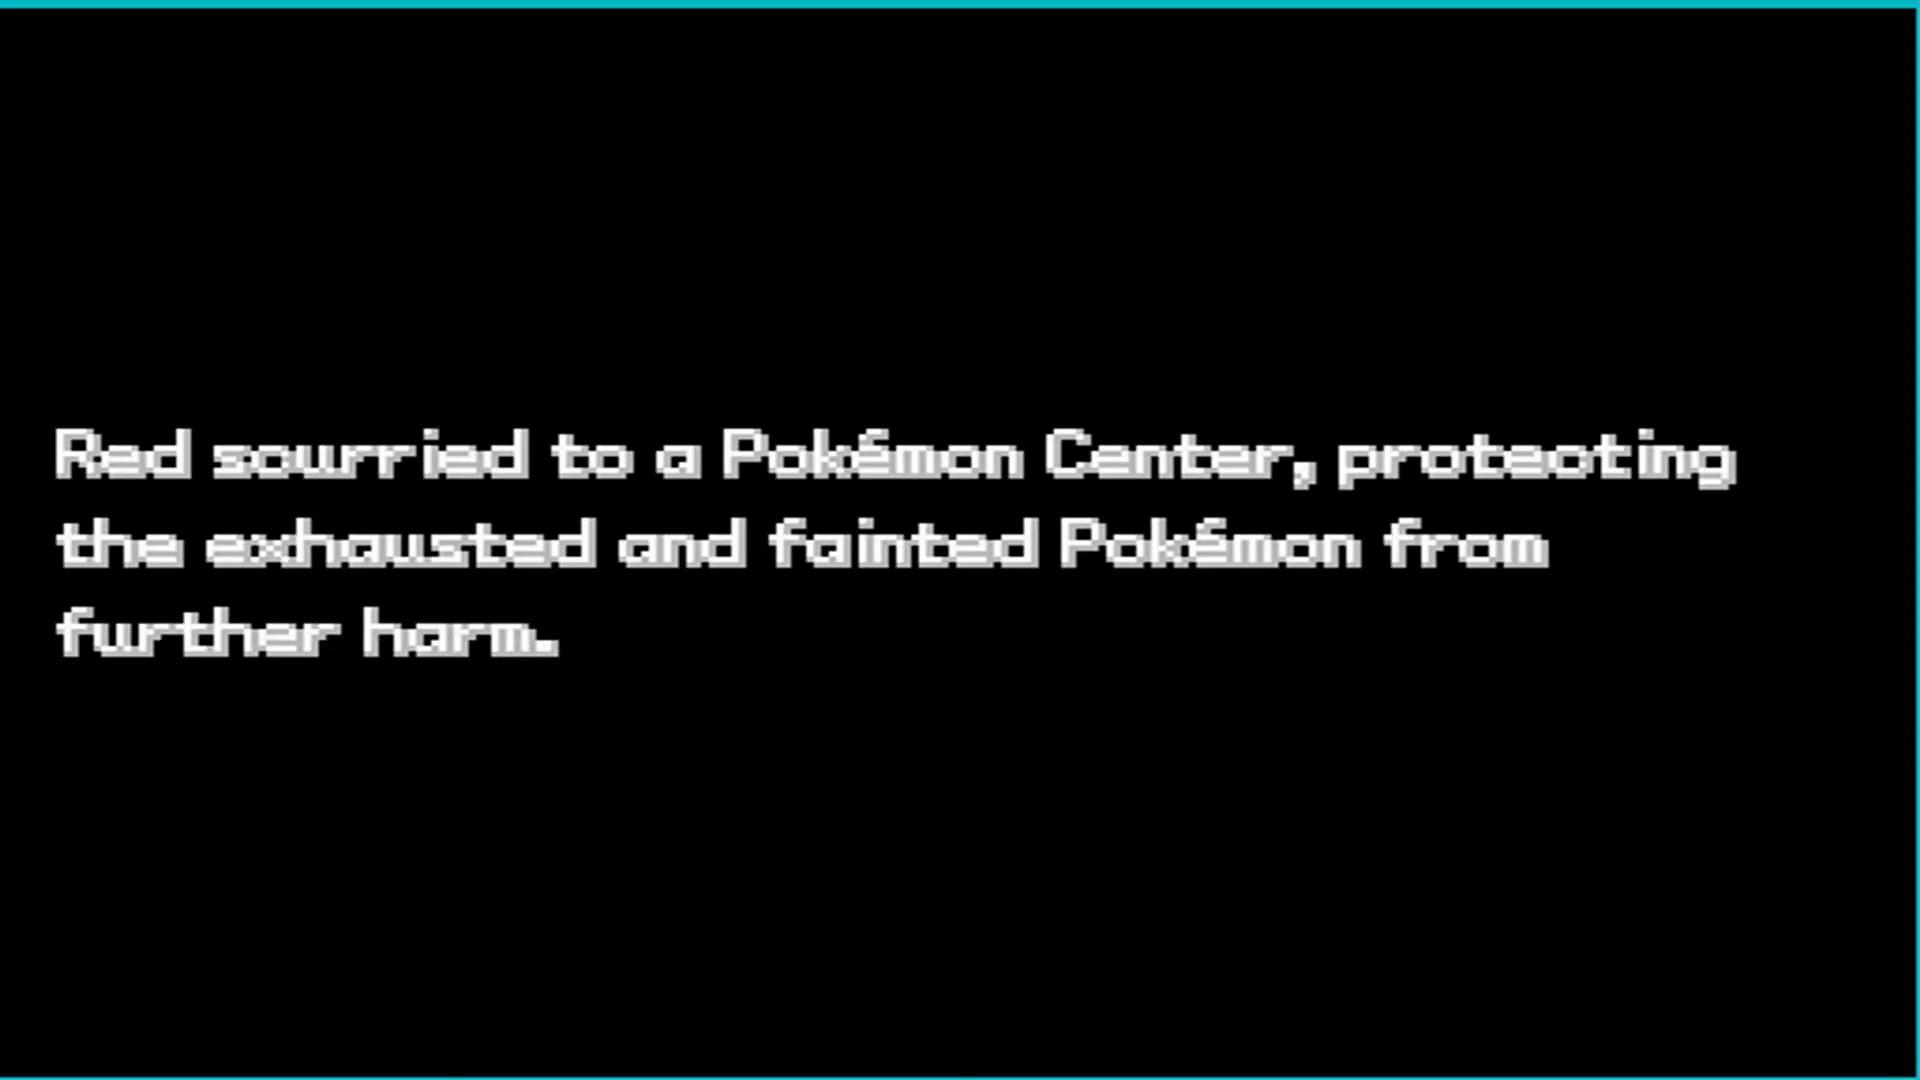 Red scurried to a Pokémon Center, protecting
the exhausted and fainted Pokémon from
further harm.